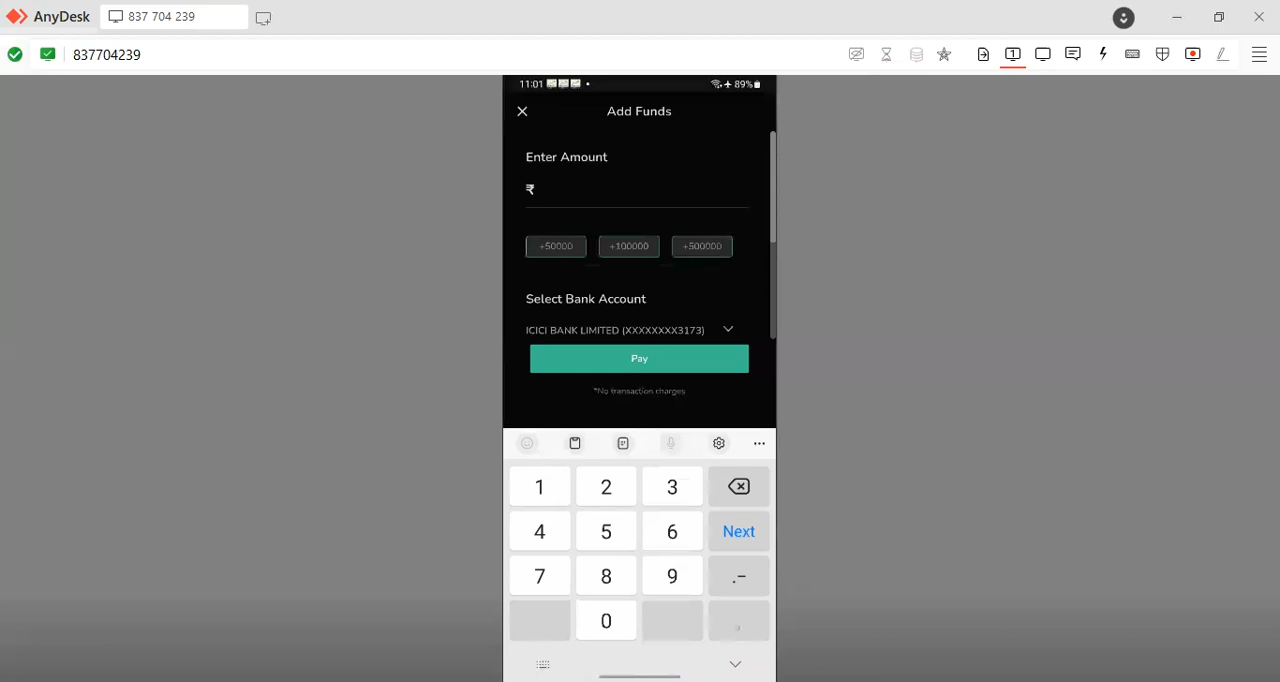 AnyDesk
837 704 239
837704239
11:01
89%
Add Funds
Enter Amount
₹
+50000 +100000 +500000
Select Bank Account
ICICI BANK LIMITED (XXXXXXXX3173)
Pay
*No transaction charges
1 2 3
4 5 6 Next
7 8 9 .-
0 ,